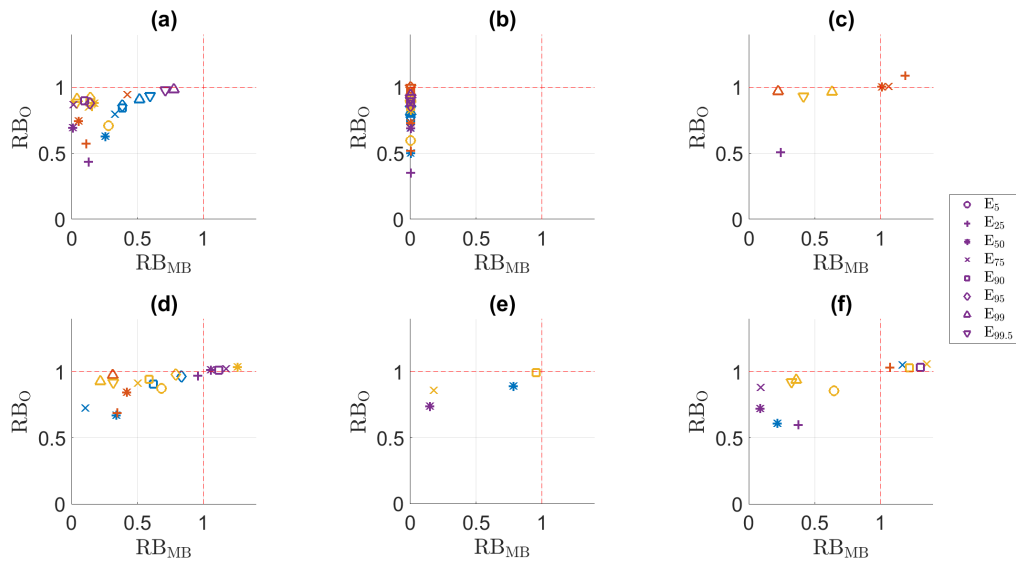 (a)
(b)
(c)
1
0.5
0
0 0.5 1
RB_O
RB_MB
1
0.5
0
0 0.5 1
RB_O
RB_MB
1
0.5
0
0 0.5 1
RB_O
RB_MB
E_5
E_25
E_50
E_75
E_90
E_95
E_99
E_99.5
(d)
(e)
(f)
1
0.5
0
0 0.5 1
RB_O
RB_MB
1
0.5
0
0 0.5 1
RB_O
RB_MB
1
0.5
0
0 0.5 1
RB_O
RB_MB